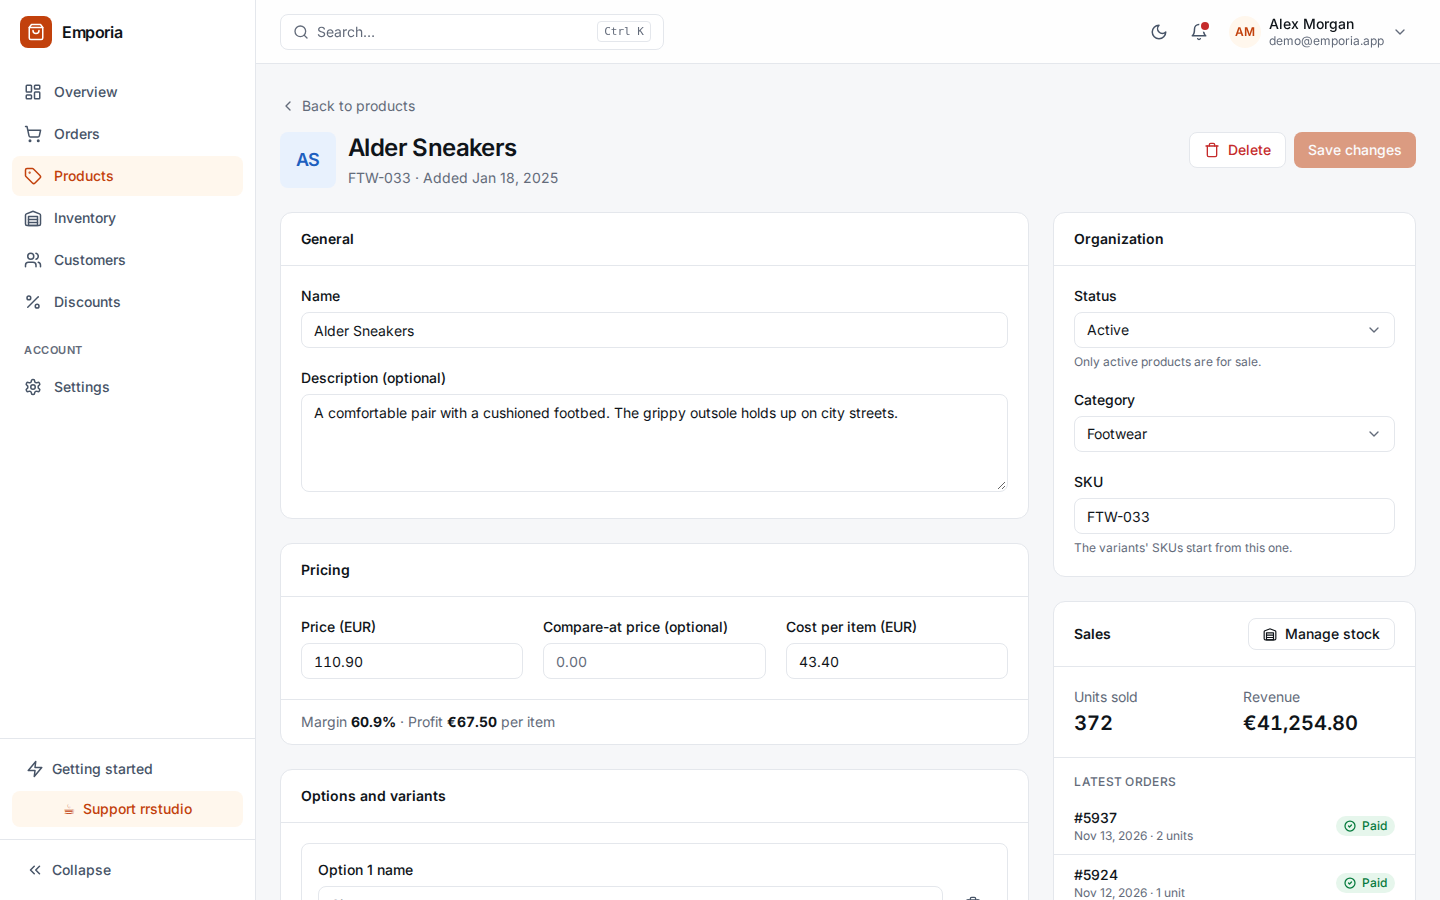 Emporia
Search...
Ctrl K
AM
Alex Morgan
demo@emporia.app
Overview
Orders
Products
Inventory
Customers
Discounts
ACCOUNT
Settings
Getting started
Support rrstudio
Collapse
Back to products
AS
Alder Sneakers
FTW-033 · Added Jan 18, 2025
Delete
Save changes
General
Name
Alder Sneakers
Description (optional)
A comfortable pair with a cushioned footbed. The grippy outsole holds up on city streets.
Pricing
Price (EUR)
Compare-at price (optional)
Cost per item (EUR)
110.90
0.00
43.40
Margin 60.9% · Profit €67.50 per item
Options and variants
Option 1 name
Organization
Status
Active
Only active products are for sale.
Category
Footwear
SKU
FTW-033
The variants' SKUs start from this one.
Sales
Manage stock
Units sold
Revenue
372
€41,254.80
LATEST ORDERS
#5937
Nov 13, 2026 · 2 units
Paid
#5924
Nov 12, 2026 · 1 unit
Paid